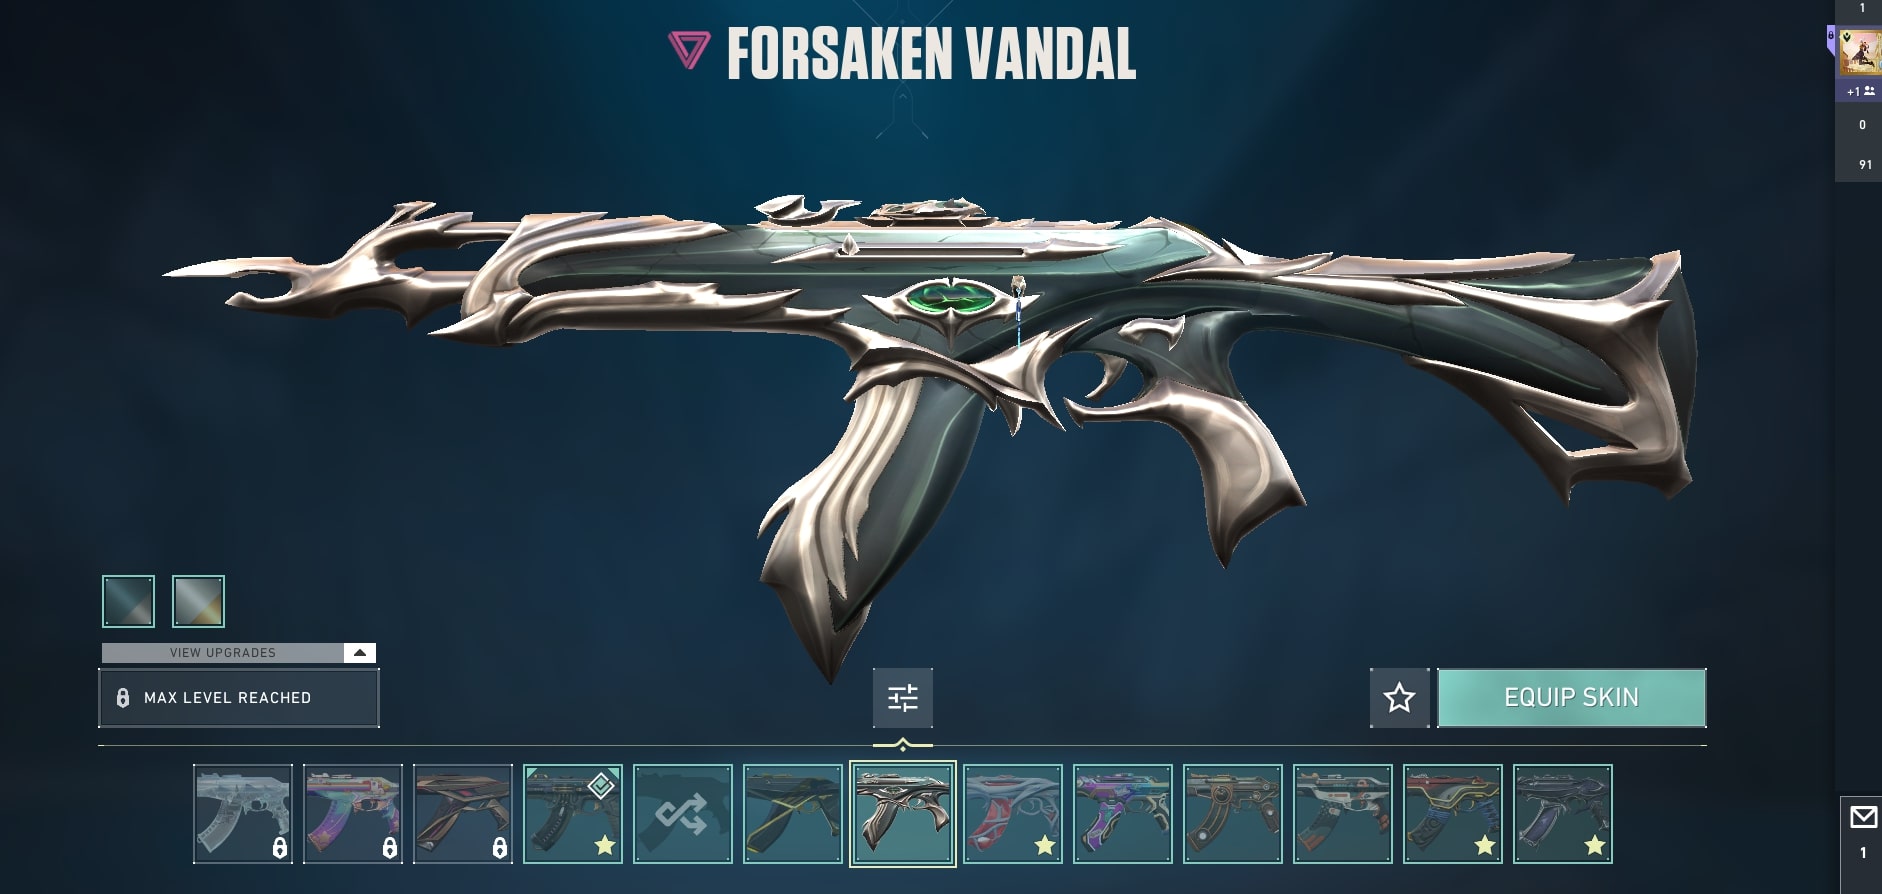 FORSAKEN VANDAL
1
+1
0
91
VIEW UPGRADES
MAX LEVEL REACHED
EQUIP SKIN
1